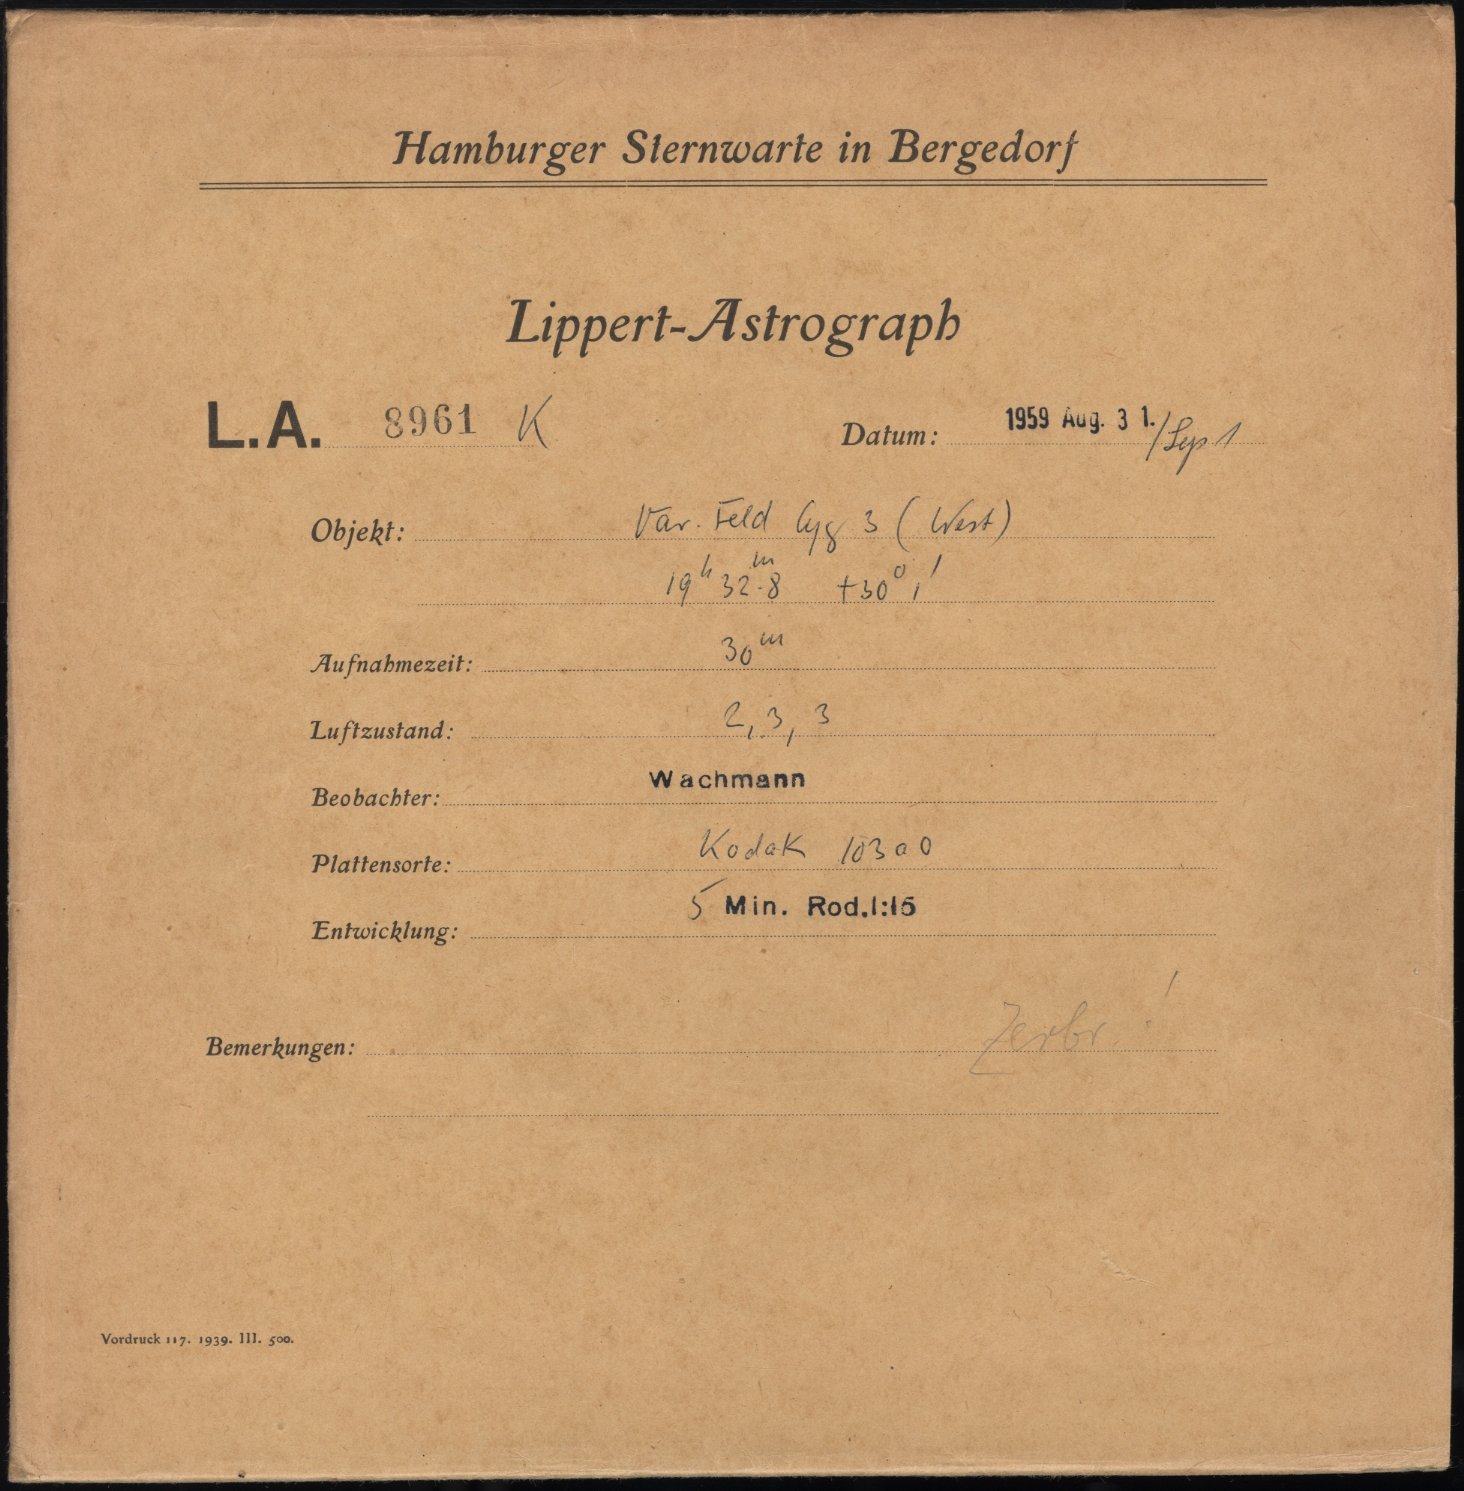 Hamburger Sternwarte in Bergedorf
Lippert-Astrograph
L.A. 8961 K Datum: 1959 Aug. 31./Sep 1
Objekt: Var. Feld Cyg 3 (West)
19ʰ 32ᵐ.8 +30° 1'
Aufnahmezeit: 30ᵐ
Luftzustand: 2, 3, 3
Beobachter: Wachmann
Plattensorte: Kodak 103a0
Entwicklung: 5 Min. Rod.1:15
Bemerkungen: Zerbr.!
Vordruck 117. 1939. III. 500.